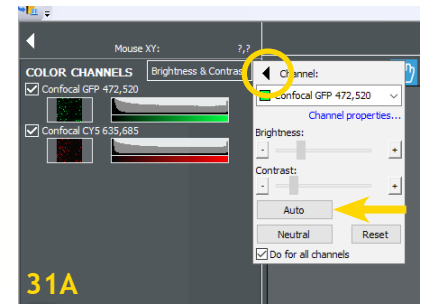 Mouse XY: ?,?
COLOR CHANNELS
Brightness & Contras
Confocal GFP 472,520
Confocal CY5 635,685
Channel:
Confocal GFP 472,520
Channel properties...
Brightness:
- +
Contrast:
- +
Auto
Neutral Reset
Do for all channels
31A